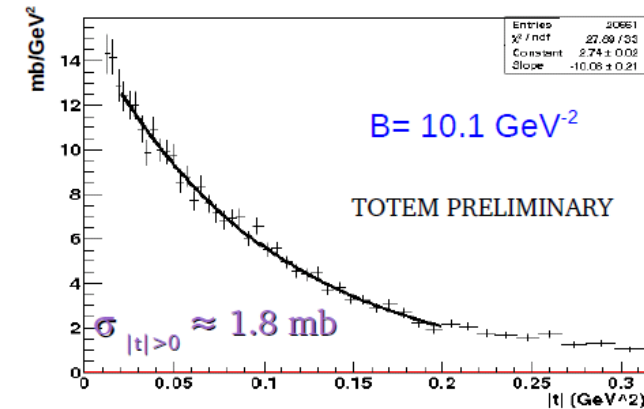 mb/GeV²
Entries 20661
χ² / ndf 27.89 / 33
Constant 2.74 ± 0.02
Slope -10.06 ± 0.21
14
12
10
8
6
4
2
0
B= 10.1 GeV⁻²
TOTEM PRELIMINARY
σ |t|>0 ≈ 1.8 mb
0 0.05 0.1 0.15 0.2 0.25 0.3
|t| (GeV^2)